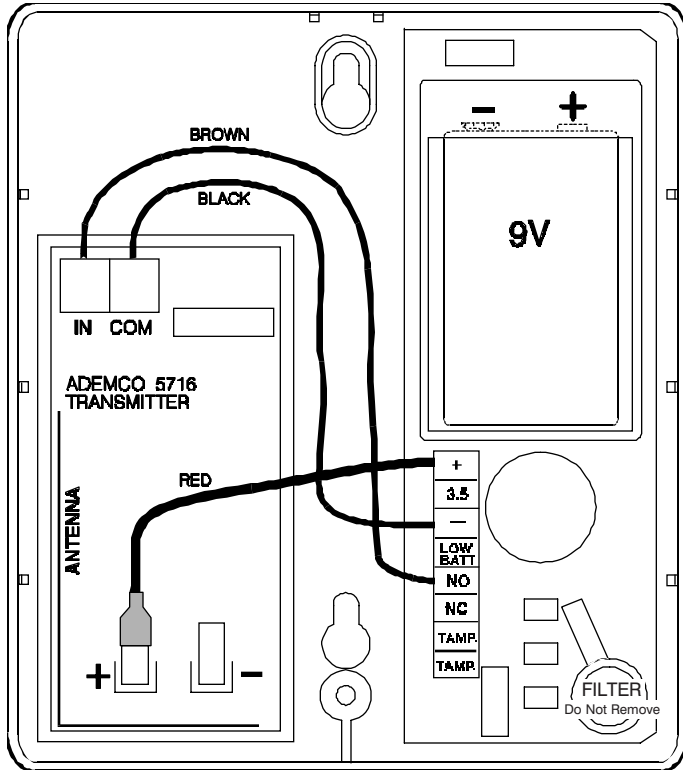 BROWN
BLACK
IN COM
ADEMCO 5716
TRANSMITTER
ANTENNA
RED
+ −
− +
9V
+
3.5
−
LOW
BATT
NO
NC
TAMP.
TAMP.
FILTER
Do Not Remove